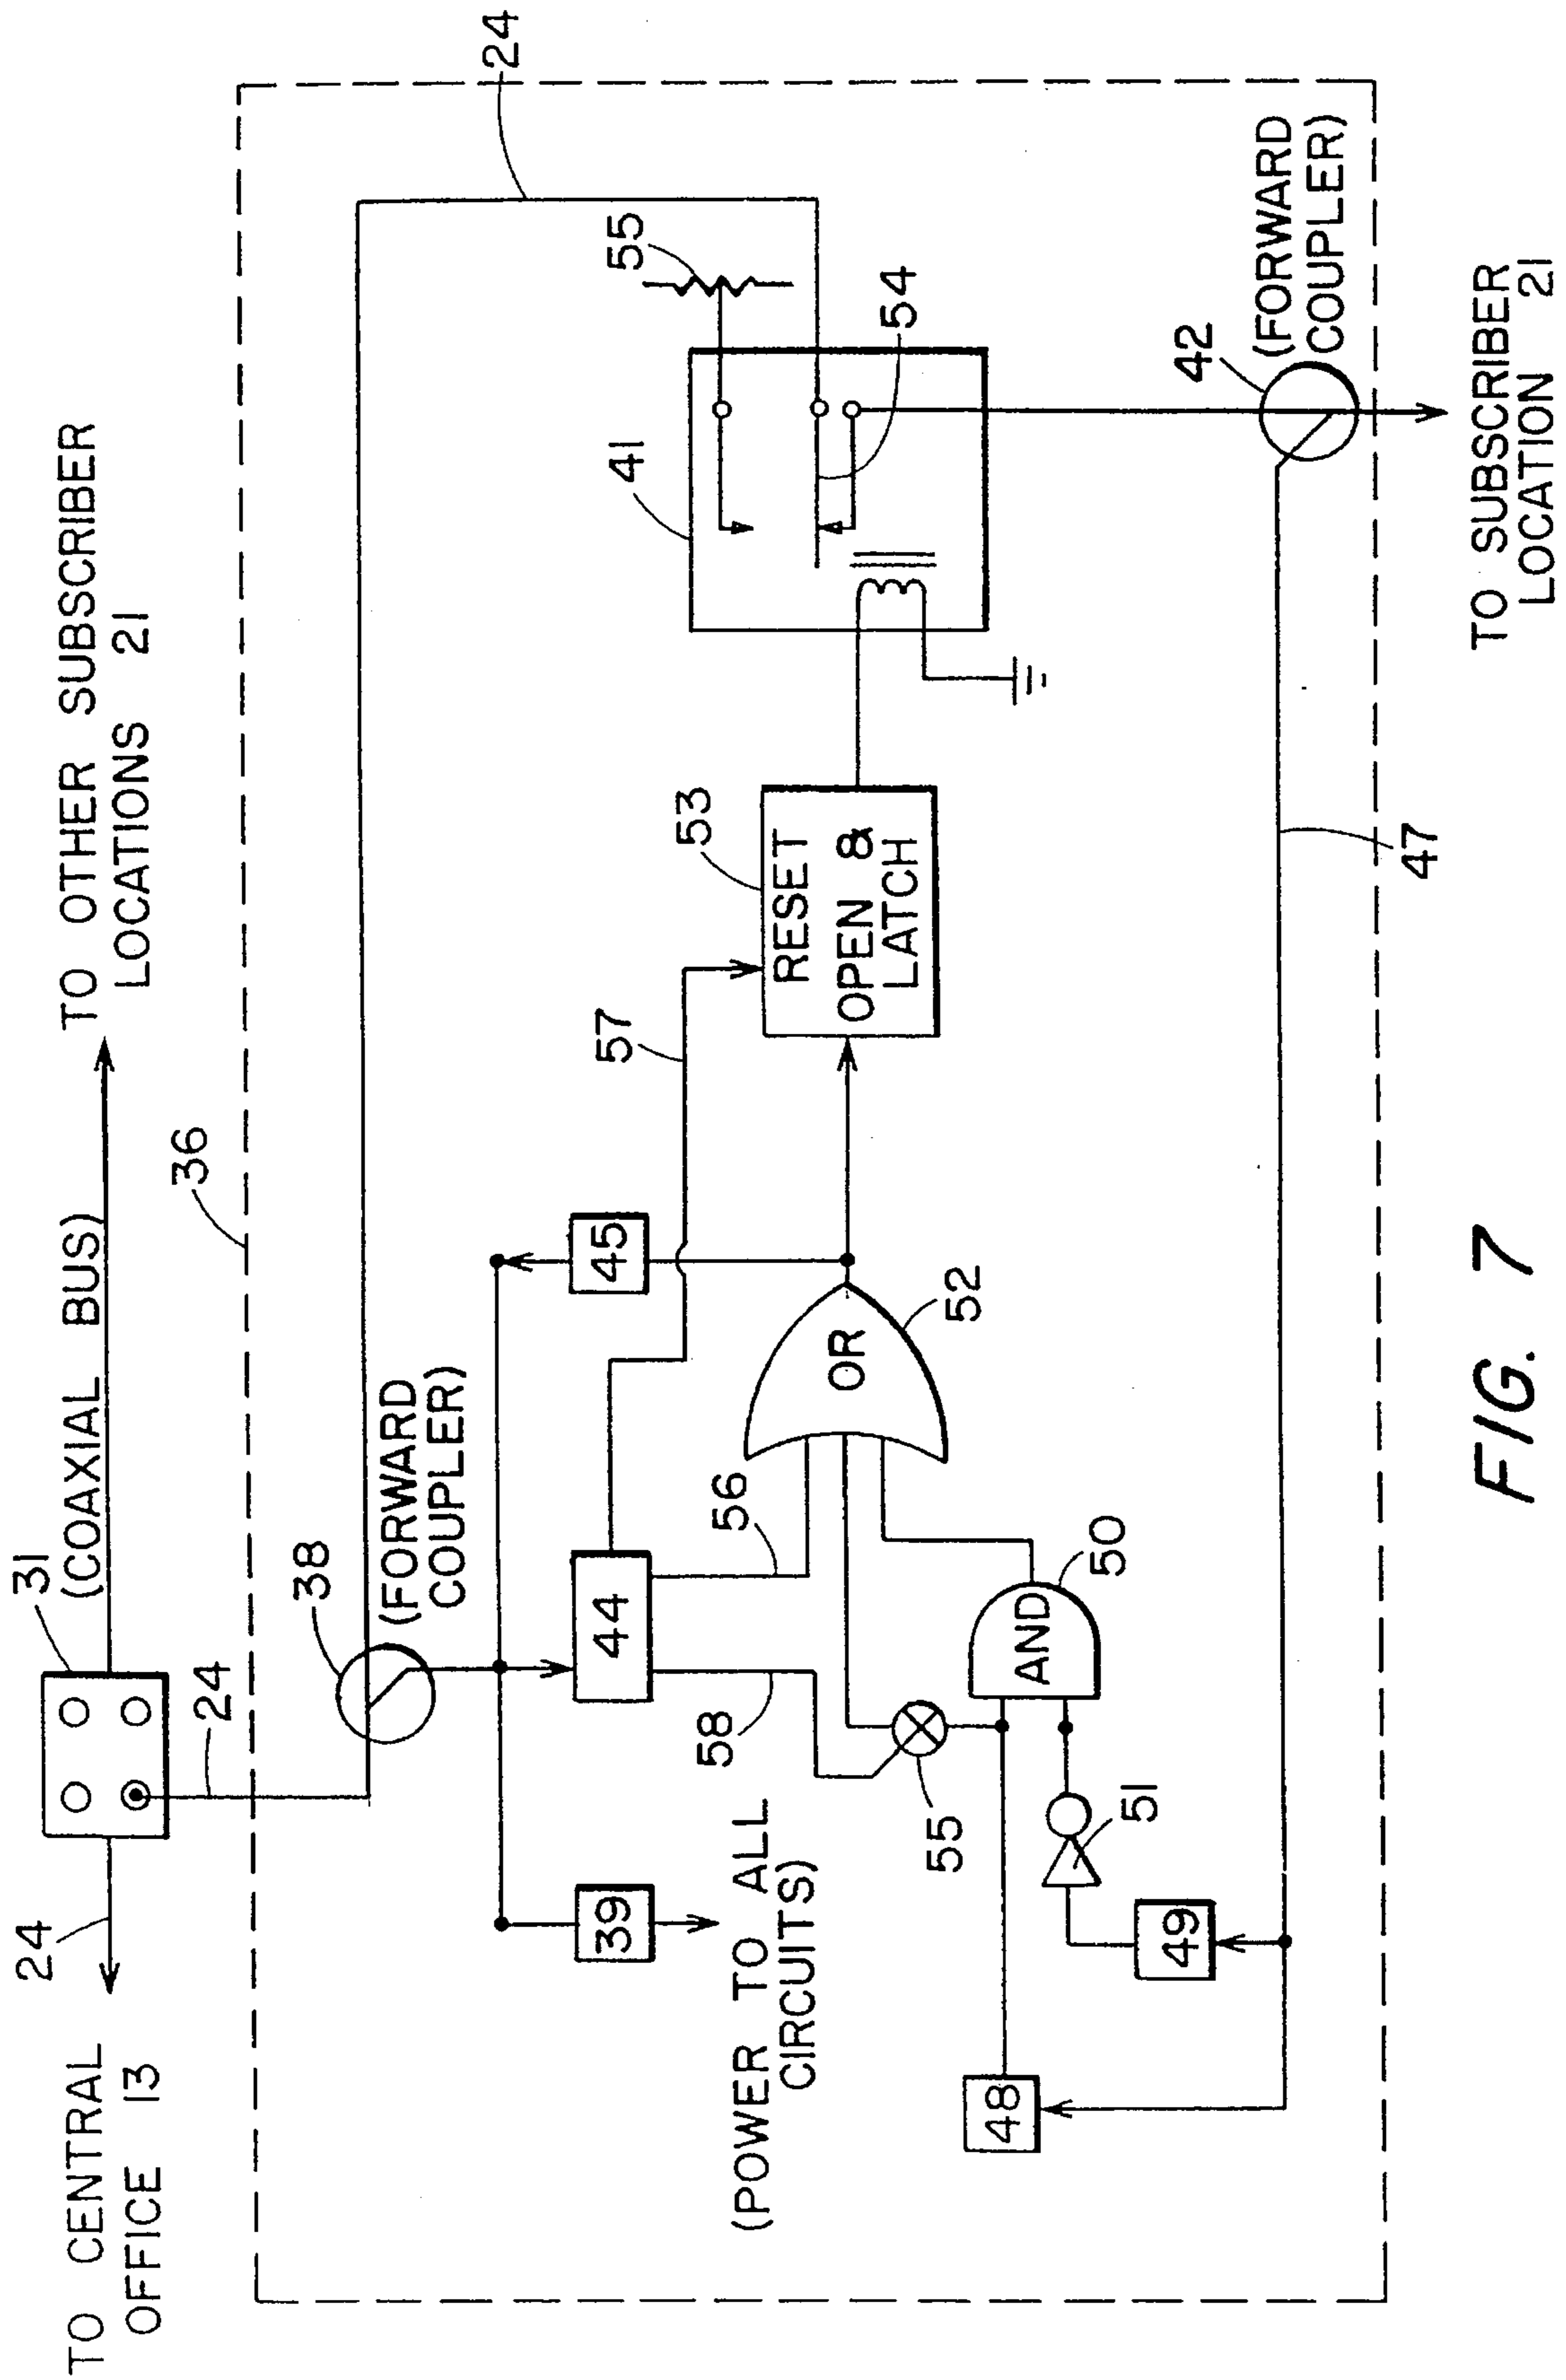 TO CENTRAL
OFFICE 13
24
31
(COAXIAL BUS)
TO OTHER SUBSCRIBER
LOCATIONS 21
24
36
24
38
(FORWARD
COUPLER)
39
(POWER TO ALL
CIRCUITS)
44
45
57
58
56
55
48
49
51
AND
50
OR
52
53
RESET
OPEN &
LATCH
41
55
54
42
(FORWARD
COUPLER)
47
TO SUBSCRIBER
LOCATION 21
FIG. 7